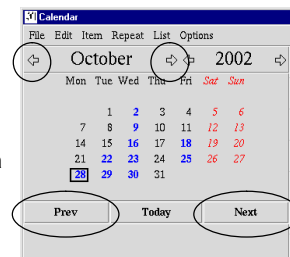 Calendar
File Edit Item Repeat List Options
October 2002
Mon Tue Wed Thu Fri Sat Sun
1 2 3 4 5 6
7 8 9 10 11 12 13
14 15 16 17 18 19 20
21 22 23 24 25 26 27
28 29 30 31
Prev Today Next